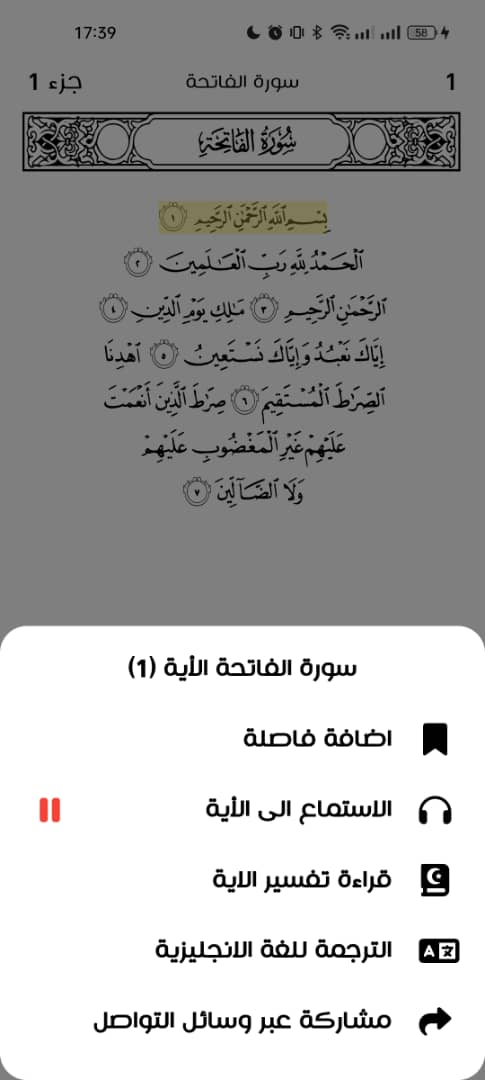 17:39
58
جزء 1
سورة الفاتحة
1
سُورَةُ الفَاتِحَةِ
بِسْمِ ٱللَّهِ ٱلرَّحْمَٰنِ ٱلرَّحِيمِ ١
ٱلْحَمْدُ لِلَّهِ رَبِّ ٱلْعَٰلَمِينَ ٢
ٱلرَّحْمَٰنِ ٱلرَّحِيمِ ٣ مَٰلِكِ يَوْمِ ٱلدِّينِ ٤
إِيَّاكَ نَعْبُدُ وَإِيَّاكَ نَسْتَعِينُ ٥ ٱهْدِنَا
ٱلصِّرَٰطَ ٱلْمُسْتَقِيمَ ٦ صِرَٰطَ ٱلَّذِينَ أَنْعَمْتَ
عَلَيْهِمْ غَيْرِ ٱلْمَغْضُوبِ عَلَيْهِمْ
وَلَا ٱلضَّآلِّينَ ٧
سورة الفاتحة الأية (1)
اضافة فاصلة
الاستماع الى الأية
قراءة تفسير الاية
الترجمة للغة الانجليزية
مشاركة عبر وسائل التواصل